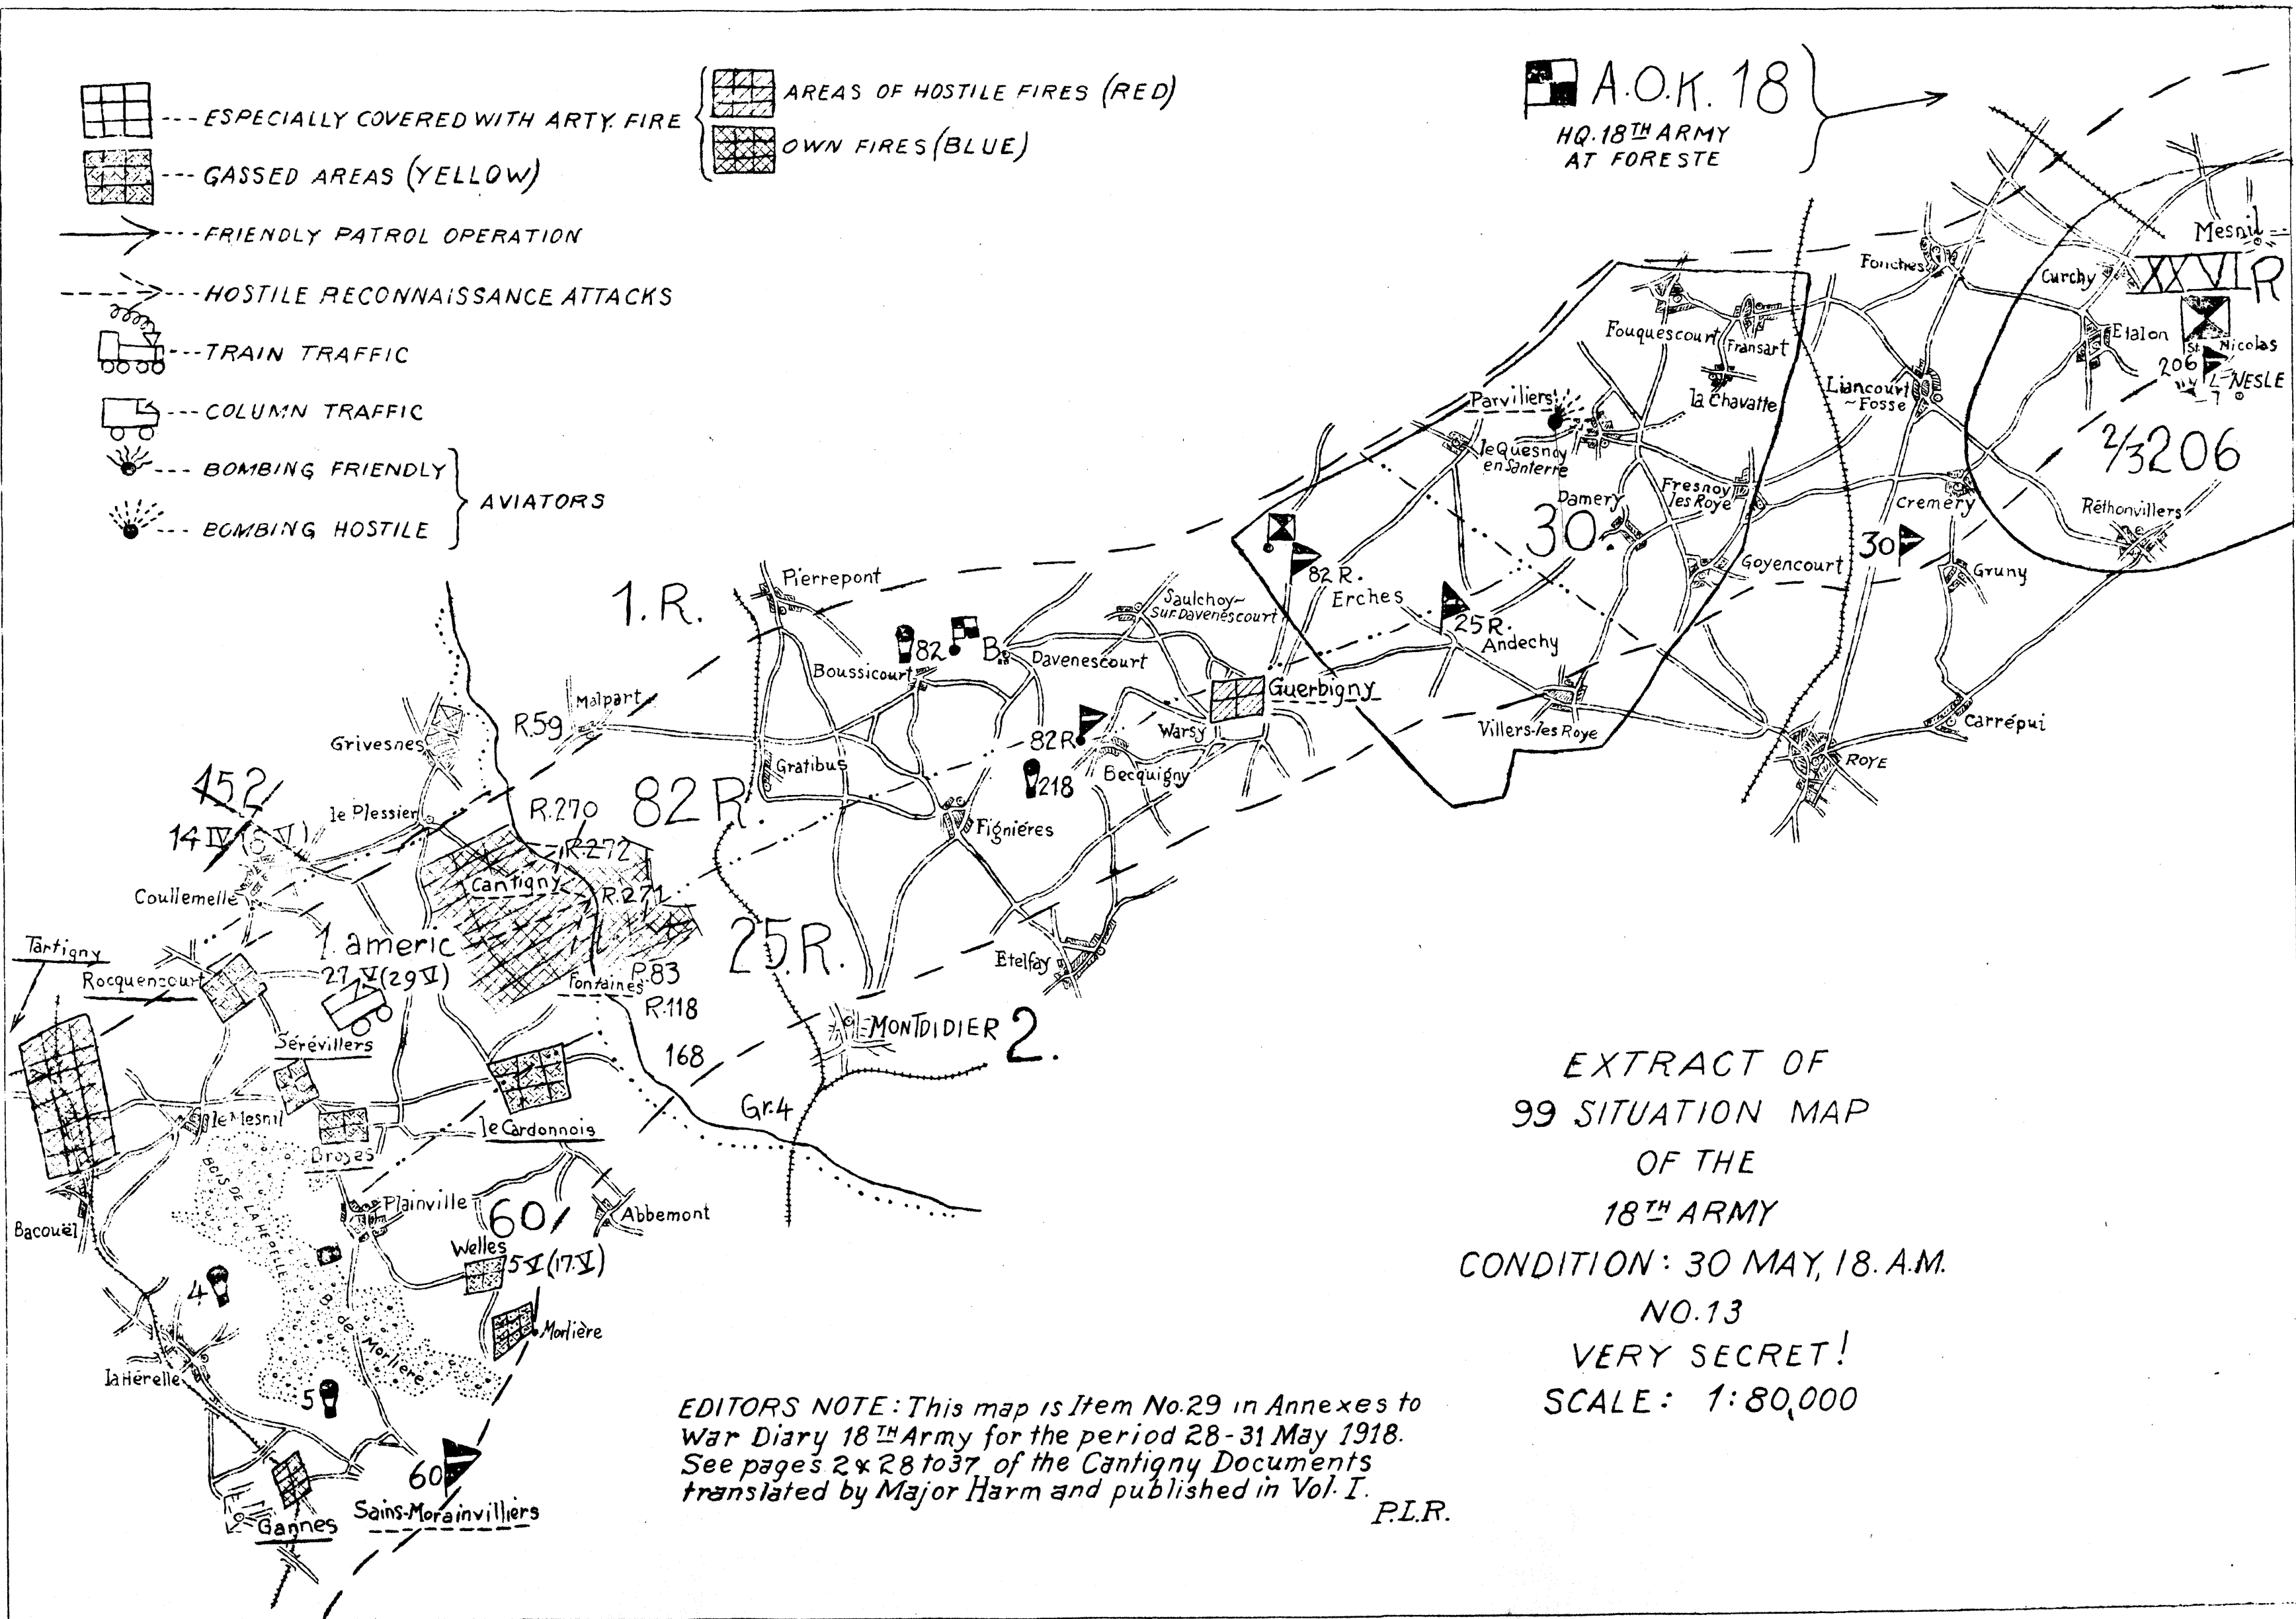 --- ESPECIALLY COVERED WITH ARTY. FIRE
AREAS OF HOSTILE FIRES (RED)
OWN FIRES (BLUE)
--- GASSED AREAS (YELLOW)
--- FRIENDLY PATROL OPERATION
--- HOSTILE RECONNAISSANCE ATTACKS
--- TRAIN TRAFFIC
--- COLUMN TRAFFIC
--- BOMBING FRIENDLY
AVIATORS
--- BOMBING HOSTILE
A.O.K. 18
HQ. 18TH ARMY
AT FORESTE
Mesnil
XXVI R
Fonches
Curchy
Etalon
St. Nicolas
206
L-NESLE
7
2/3 206
Fouquescourt
Fransart
la Chavatte
Liancourt
~Fosse
Parviliers
le Quesnoy
en Santerre
Damery
30.
Fresnoy
les Roye
Cremery
Réthonvillers
30
Goyencourt
Gruny
82 R.
Erches
25 R.
Andechy
Villers-les Roye
Carrépui
ROYE
Pierrepont
1. R.
82
B.
Boussicourt
Davenescourt
Saulchoy~
Sur Davenescourt
Guerbigny
Malpart
R.59
Grivesnes
82R
Warsy
Becquigny
218
Gratibus
Fignières
152
14 IV (6 V)
le Plessier
R.270
82 R.
R.272
Cantigny
R.271
Coullemelle
1. americ
27 V (29 V)
25.R.
Etelfay
Tartigny
Rocquencourt
Fontaines
R.83
R.118
Sérévillers
168
MONTDIDIER
2.
Gr.4
le Mesnil
le Cardonnois
Broyes
BOIS DE LA HERELLE
Plainville
60
Abbemont
Bacouël
Welles
15 V (17 V)
4
B. de Morlière
Morlière
la Hérelle
5
60
Sains-Morainvilliers
Gannes
EXTRACT OF
99 SITUATION MAP
OF THE
18TH ARMY
CONDITION: 30 MAY, 18. A.M.
NO. 13
VERY SECRET!
SCALE: 1:80,000
EDITORS NOTE: This map is Item No. 29 in Annexes to
War Diary 18TH Army for the period 28-31 May 1918.
See pages 2 & 28 to 37 of the Cantigny Documents
translated by Major Harm and published in Vol. I.
P.L.R.